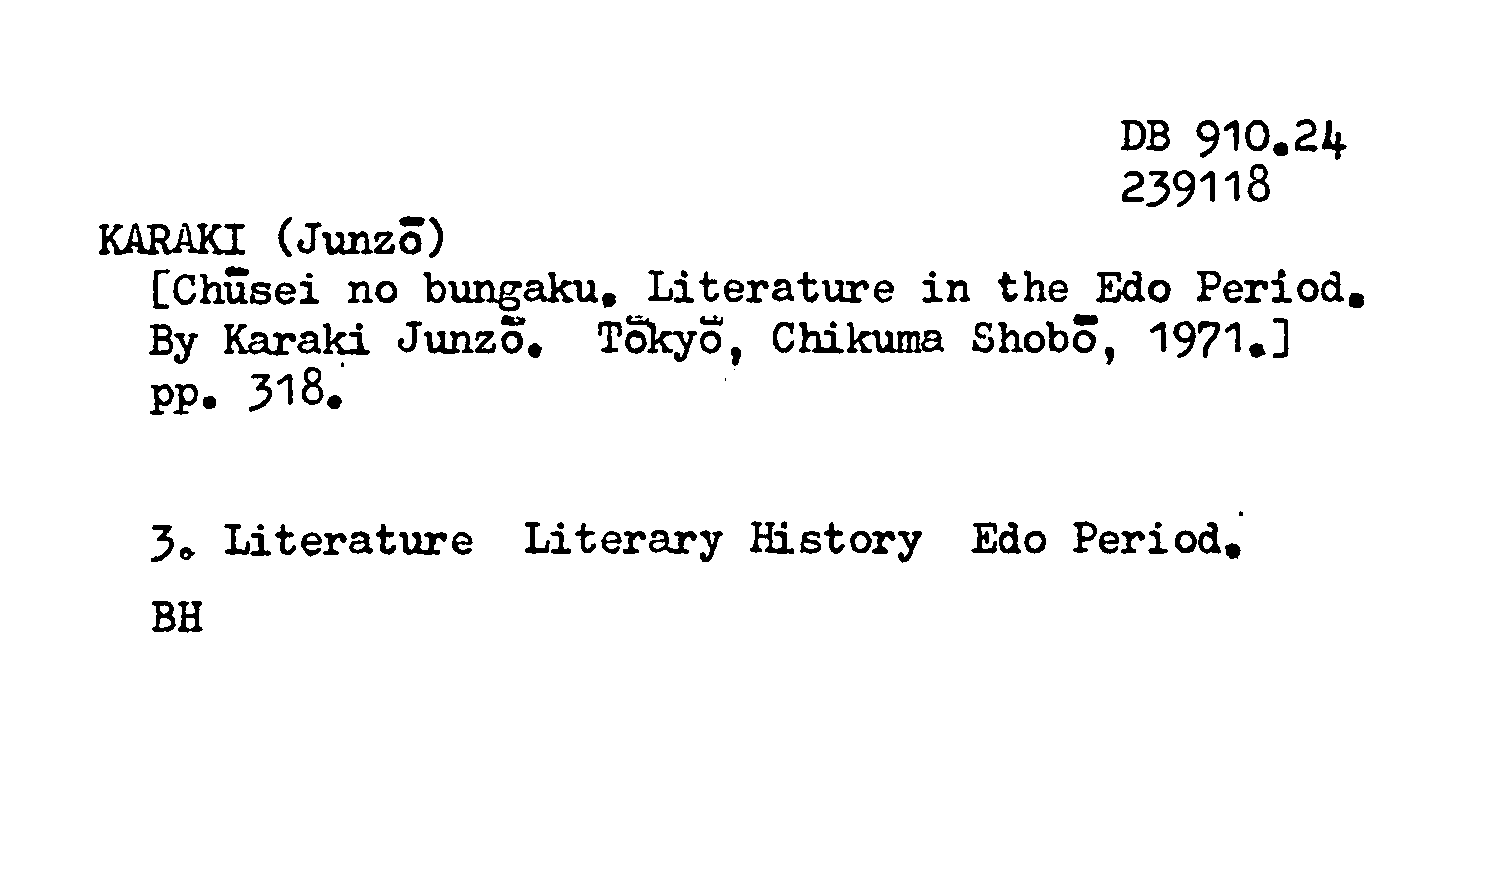 DB 910.24
239118
KARAKI (Junzō)
[Chūsei no bungaku. Literature in the Edo Period.
By Karaki Junzō. Tōkyō, Chikuma Shobō, 1971.]
pp. 318.
3. Literature Literary History Edo Period.
BH